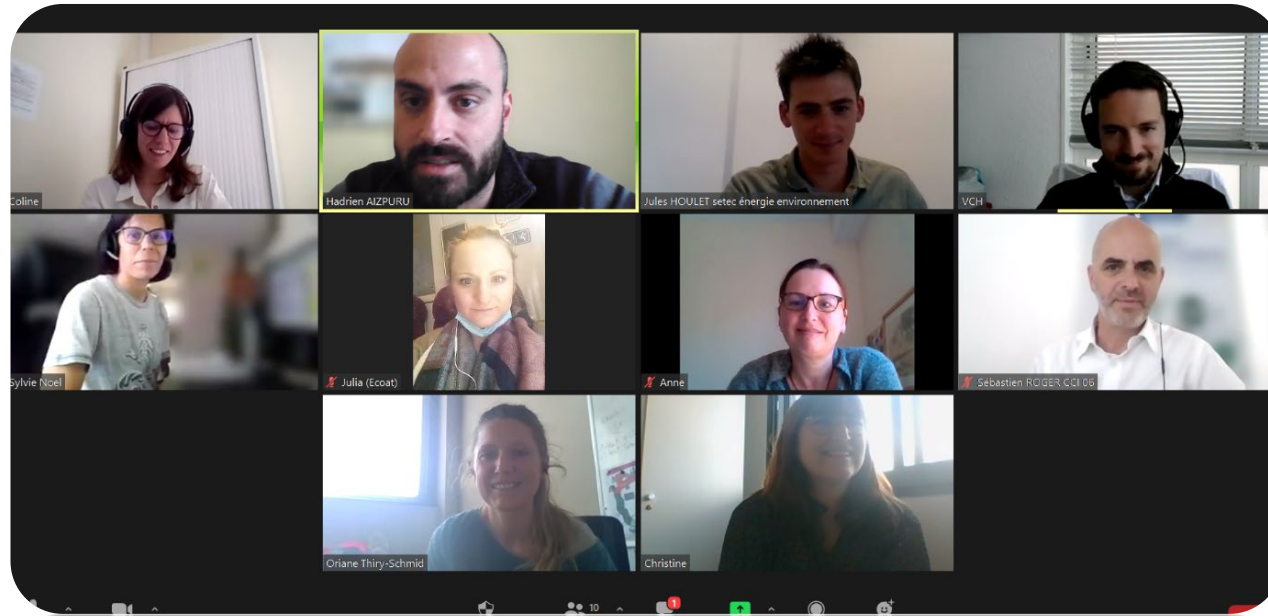 Coline
Hadrien AIZPURU
Jules HOULET setec énergie environnement
VCH
Sylvie Noel
Julia (Ecoat)
Anne
Sébastien ROGER CCI 06
Oriane Thiry-Schmid
Christine
10
1